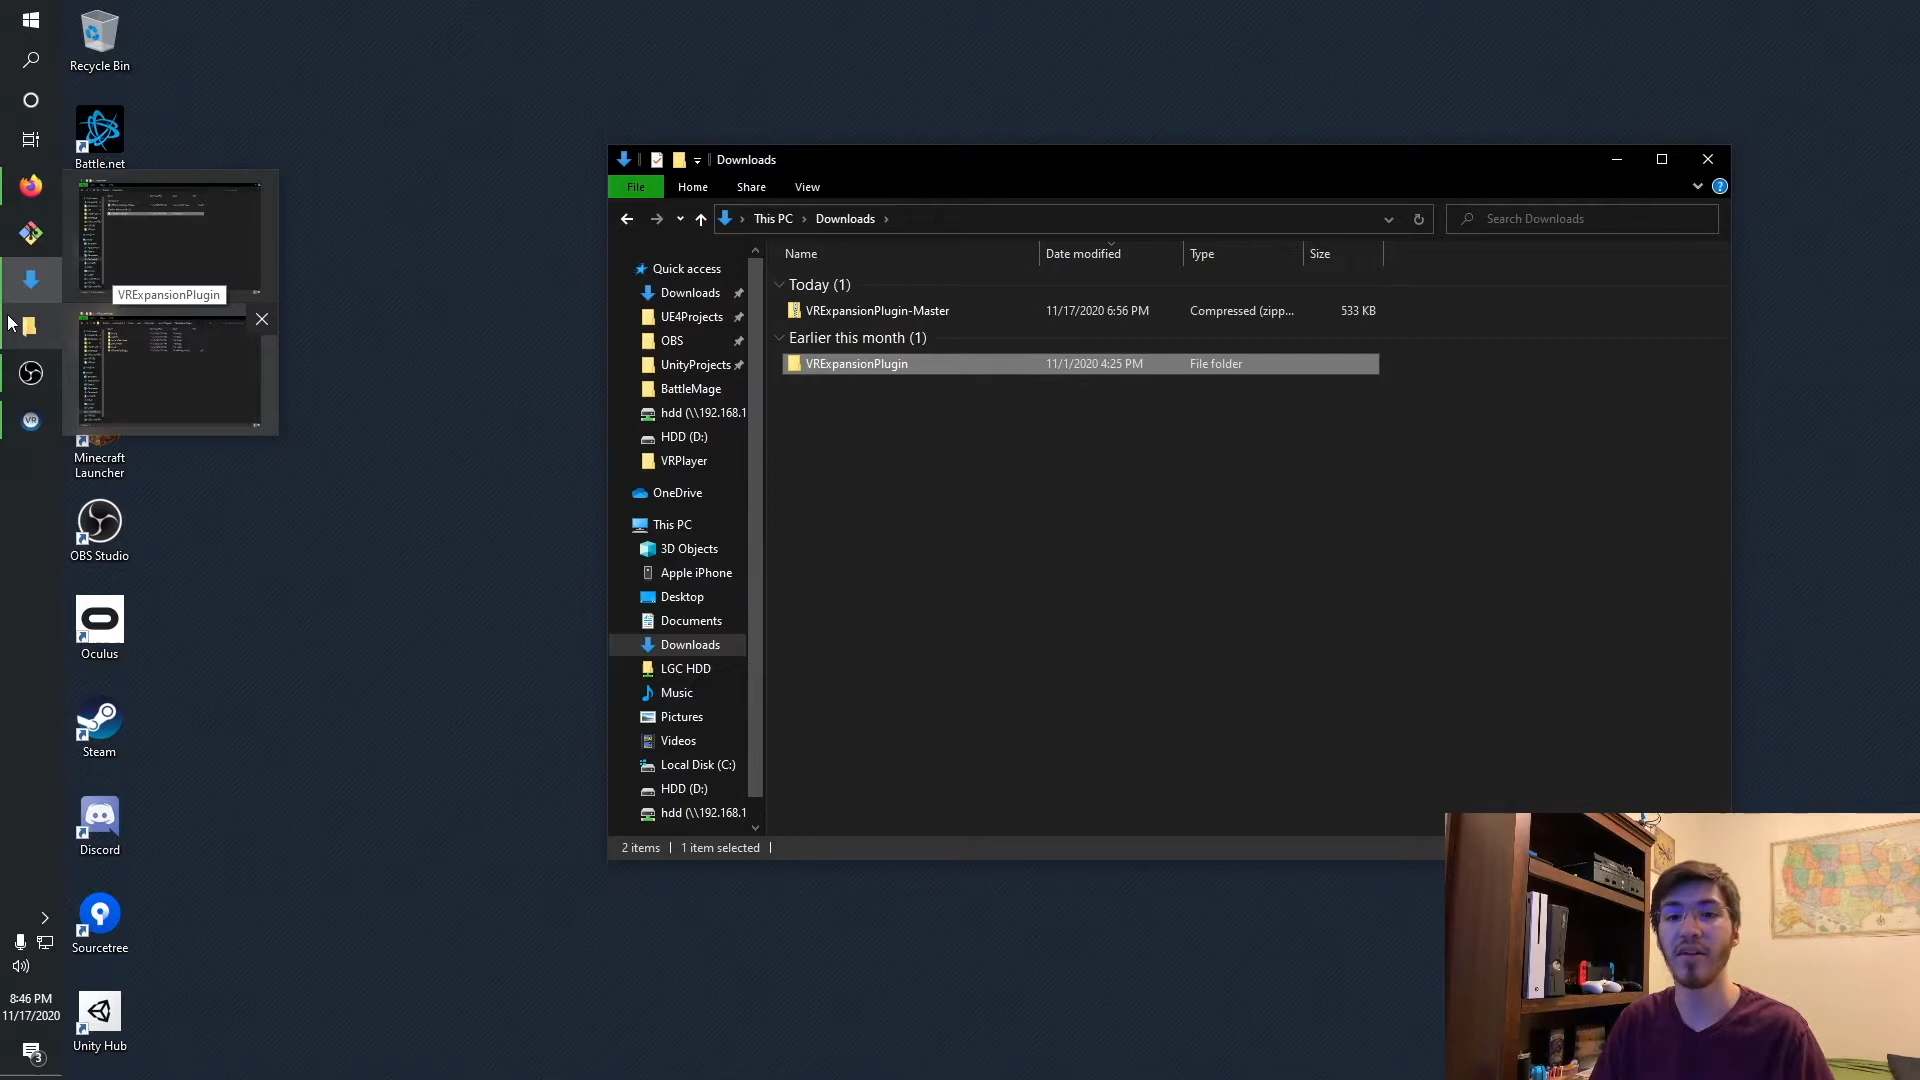 Recycle Bin
Battle.net
VRExpansionPlugin
Minecraft
Launcher
OBS Studio
Oculus
Steam
Discord
Sourcetree
Unity Hub
VR
8:46 PM
11/17/2020
3
Downloads
File Home Share View
This PC Downloads
Search Downloads
Name Date modified Type Size
Today (1)
VRExpansionPlugin-Master 11/17/2020 6:56 PM Compressed (zipp... 533 KB
Earlier this month (1)
VRExpansionPlugin 11/1/2020 4:25 PM File folder
Quick access
Downloads
UE4Projects
OBS
UnityProjects
BattleMage
hdd (\\192.168.1
HDD (D:)
VRPlayer
OneDrive
This PC
3D Objects
Apple iPhone
Desktop
Documents
Downloads
LGC HDD
Music
Pictures
Videos
Local Disk (C:)
HDD (D:)
hdd (\\192.168.1
2 items 1 item selected